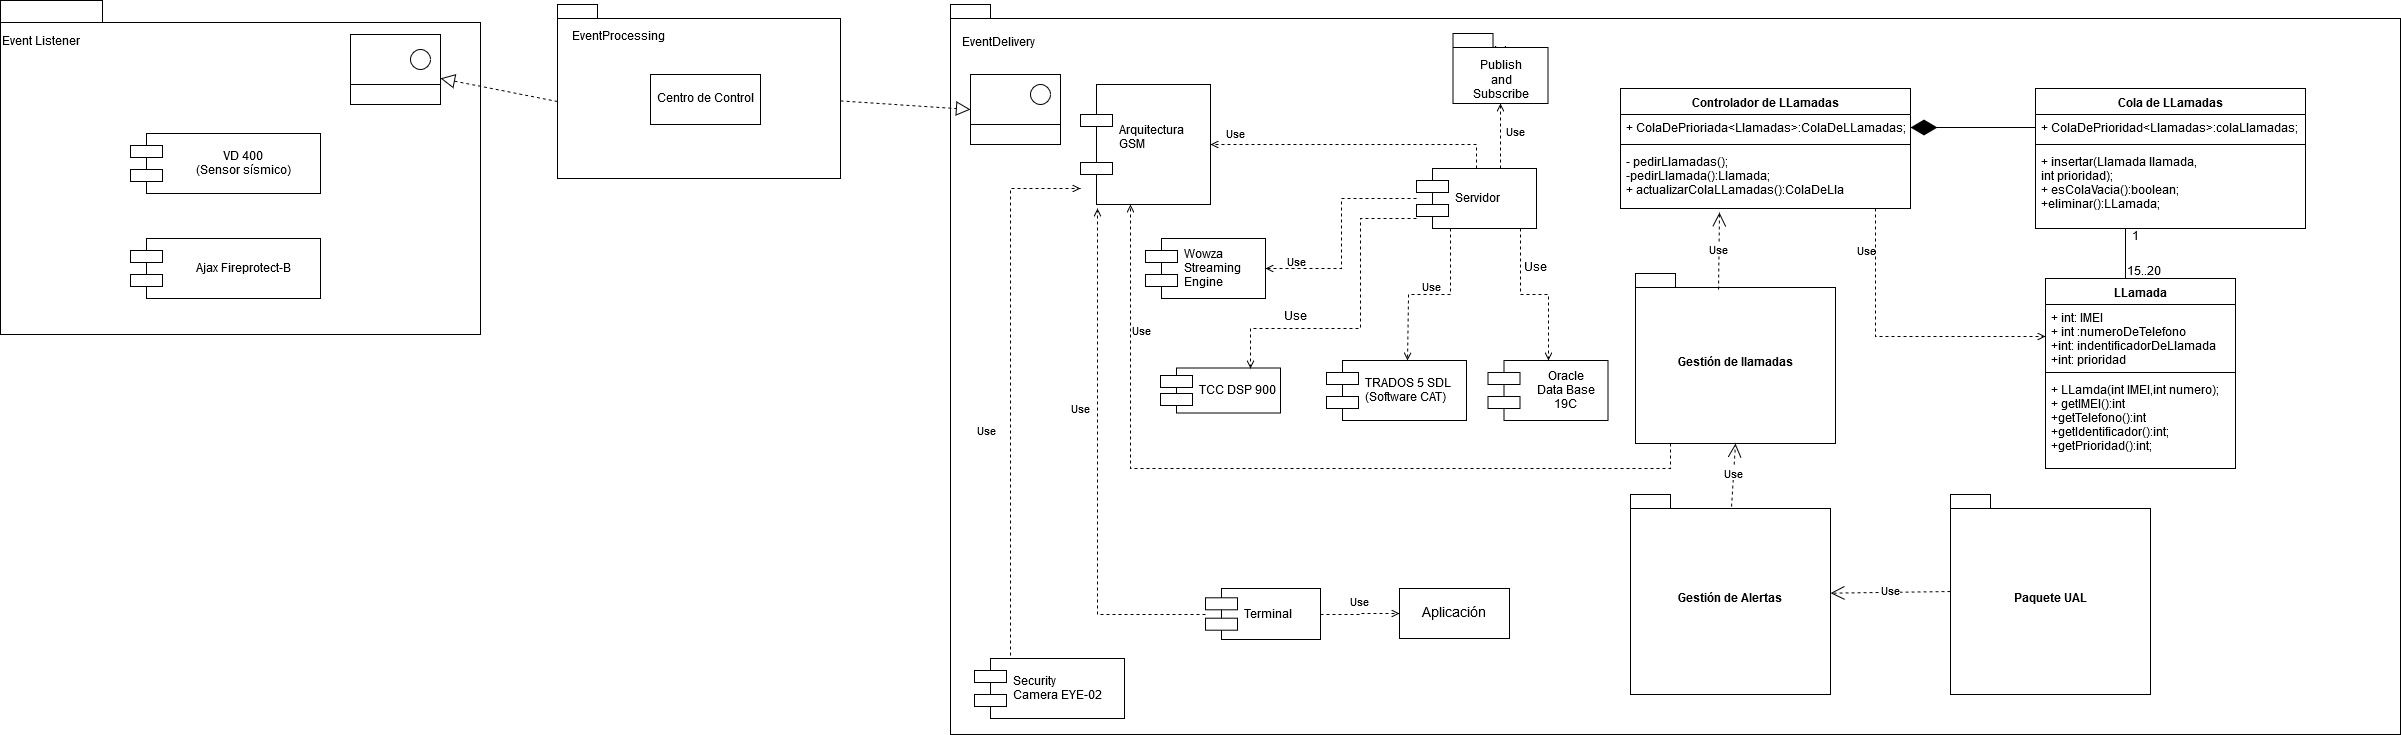 Event Listener
VD 400
(Sensor sísmico)
Ajax Fireprotect-B
EventProcessing
Centro de Control
EventDelivery
Arquitectura
GSM
Use
Publish
and
Subscribe
Use
Servidor
Wowza
Streaming
Engine
Use
Use
Use
Use
TCC DSP 900
TRADOS 5 SDL
(Software CAT)
Oracle
Data Base
19C
Use
Use
Use
Terminal
Use
Aplicación
Security
Camera EYE-02
Controlador de LLamadas
+ ColaDePrioriada<Llamadas>:ColaDeLLamadas;
- pedirLlamadas();
-pedirLlamada():Llamada;
+ actualizarColaLLamadas():ColaDeLla
Cola de LLamadas
+ ColaDePrioridad<Llamadas>:colaLlamadas;
+ insertar(Llamada llamada,
int prioridad);
+ esColaVacia():boolean;
+eliminar():LLamada;
1
15..20
LLamada
+ int: IMEI
+ int :numeroDeTelefono
+int: indentificadorDeLlamada
+int: prioridad
+ LLamda(int IMEI,int numero);
+ getIMEI():int
+getTelefono():int
+getIdentificador():int;
+getPrioridad():int;
Use
Use
Gestión de llamadas
Use
Gestión de Alertas
Use
Paquete UAL